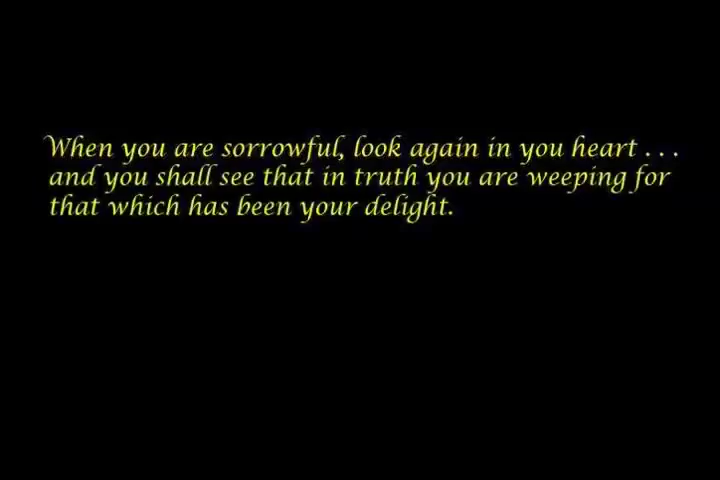 When you are sorrowful, look again in you heart . . .
and you shall see that in truth you are weeping for
that which has been your delight.